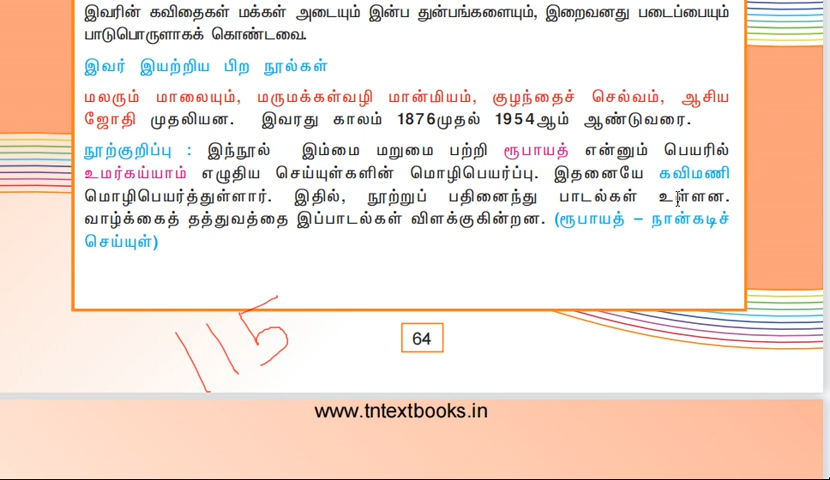 இவரின் கவிதைகள் மக்கள் அடையும் இன்ப துன்பங்களையும், இறைவனது படைப்பையும்
பாடுபொருளாகக் கொண்டவை.
இவர் இயற்றிய பிற நூல்கள்
மலரும் மாலையும், மருமக்கள்வழி மான்மியம், குழந்தைச் செல்வம், ஆசிய
ஜோதி முதலியன. இவரது காலம் 1876முதல் 1954ஆம் ஆண்டுவரை.
நூற்குறிப்பு : இந்நூல் இம்மை மறுமை பற்றி ரூபாயத் என்னும் பெயரில்
உமர்கய்யாம் எழுதிய செய்யுள்களின் மொழிபெயர்ப்பு. இதனையே கவிமணி
மொழிபெயர்த்துள்ளார். இதில், நூற்றுப் பதினைந்து பாடல்கள் உள்ளன.
வாழ்க்கைத் தத்துவத்தை இப்பாடல்கள் விளக்குகின்றன. (ரூபாயத் – நான்கடிச்
செய்யுள்)
115
64
www.tntextbooks.in